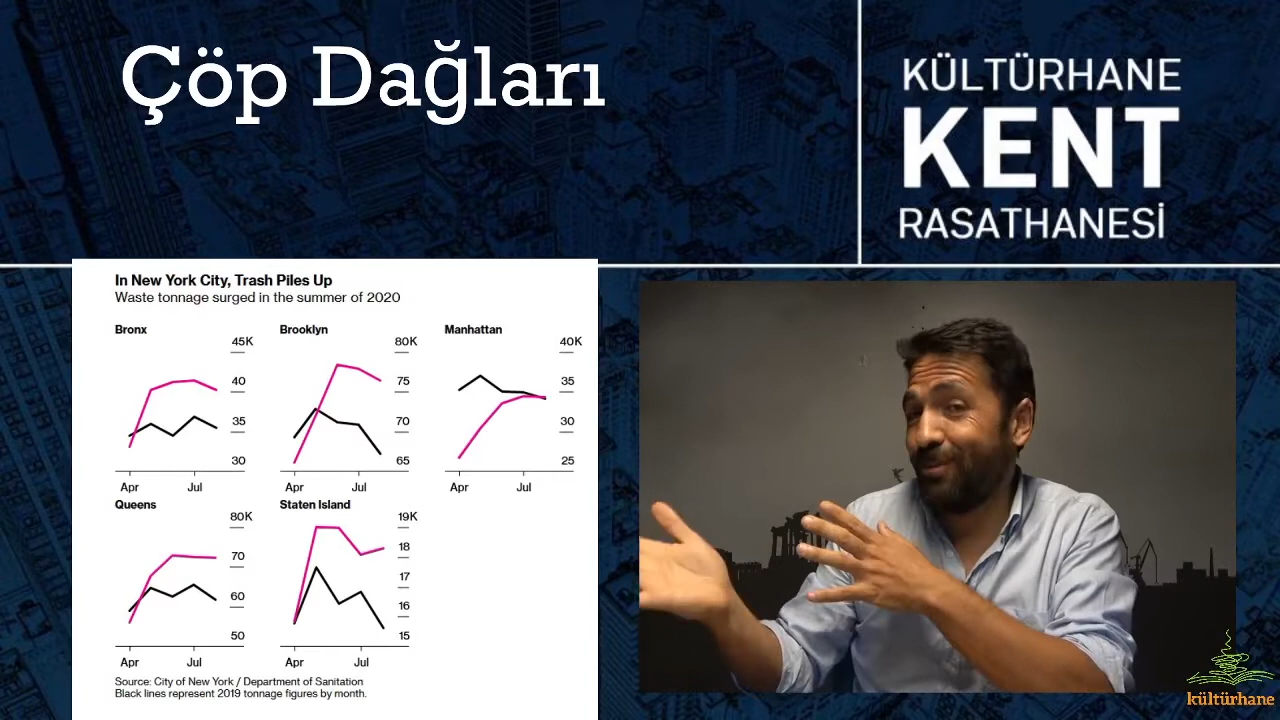 Çöp Dağları
KÜLTÜRHANE
KENT
RASATHANESİ
In New York City, Trash Piles Up
Waste tonnage surged in the summer of 2020
Bronx
45K
40
35
30
Apr Jul
Brooklyn
80K
75
70
65
Apr Jul
Manhattan
40K
35
30
25
Apr Jul
Queens
80K
70
60
50
Apr Jul
Staten Island
19K
18
17
16
15
Apr Jul
Source: City of New York / Department of Sanitation
Black lines represent 2019 tonnage figures by month.
kültürhane